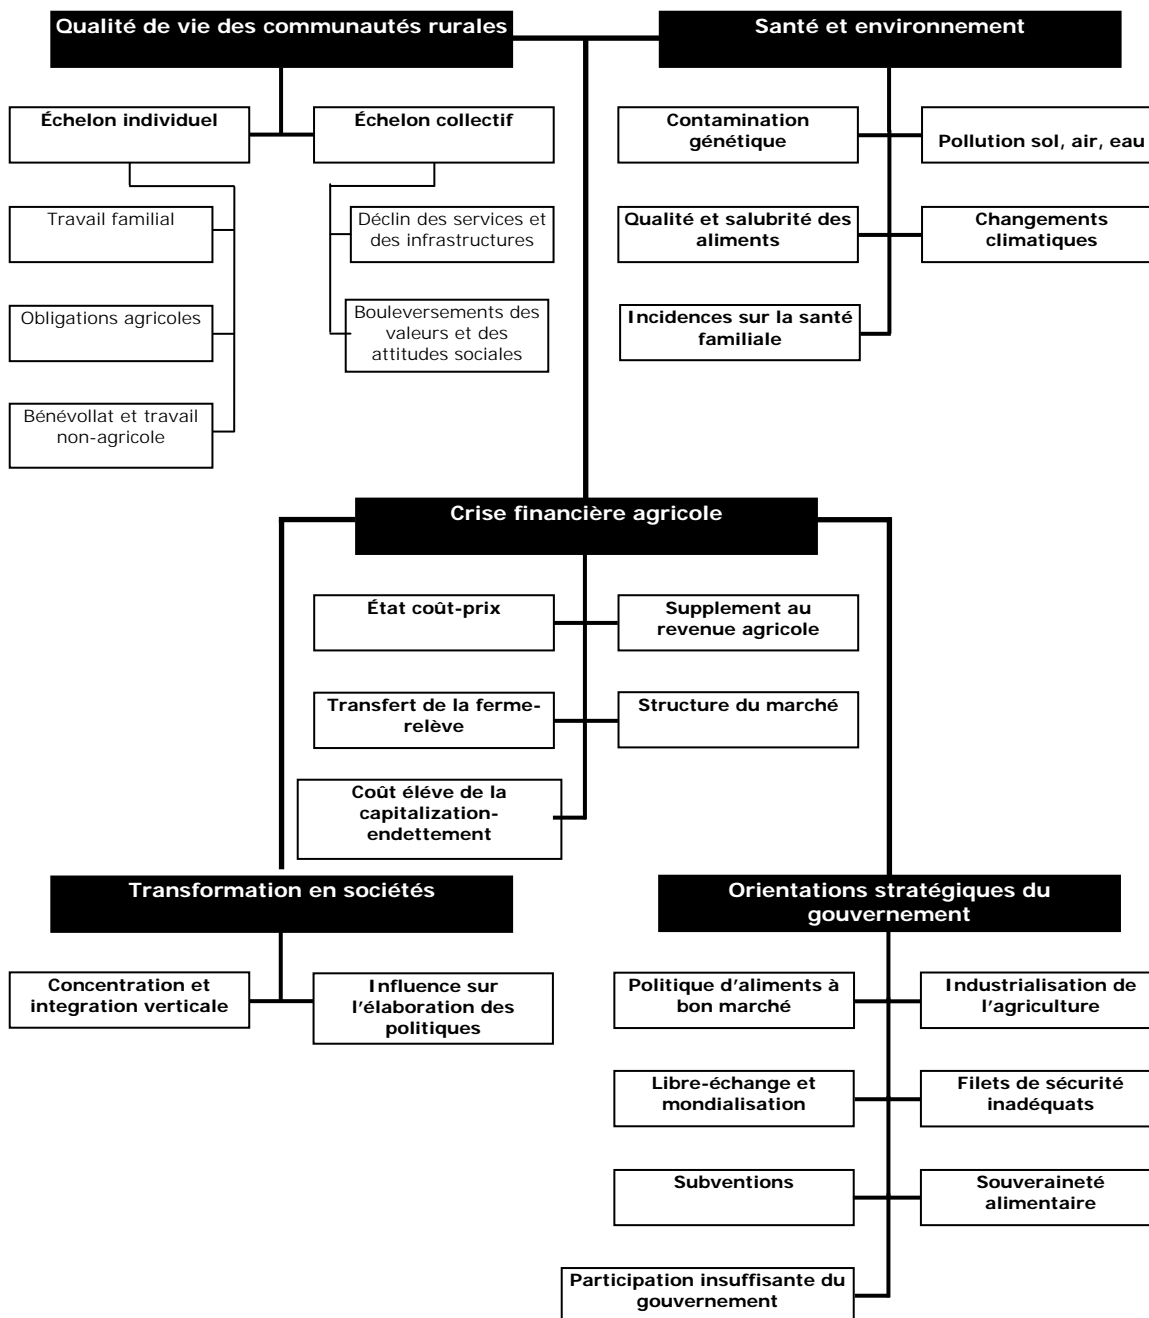 Qualité de vie des communautés rurales
Santé et environnement
Échelon individuel
Échelon collectif
Contamination
génétique
Pollution sol, air, eau
Travail familial
Déclin des services et
des infrastructures
Qualité et salubrité des
aliments
Changements
climatiques
Obligations agricoles
Bouleversements des
valeurs et des
attitudes sociales
Incidences sur la santé
familiale
Bénévollat et travail
non-agricole
Crise financière agricole
État coût-prix
Supplement au
revenue agricole
Transfert de la ferme-
relève
Structure du marché
Coût éléve de la
capitalization-
endettement
Transformation en sociétés
Orientations stratégiques du
gouvernement
Concentration et
integration verticale
Influence sur
l'élaboration des
politiques
Politique d'aliments à
bon marché
Industrialisation de
l'agriculture
Libre-échange et
mondialisation
Filets de sécurité
inadéquats
Subventions
Souveraineté
alimentaire
Participation insuffisante du
gouvernement